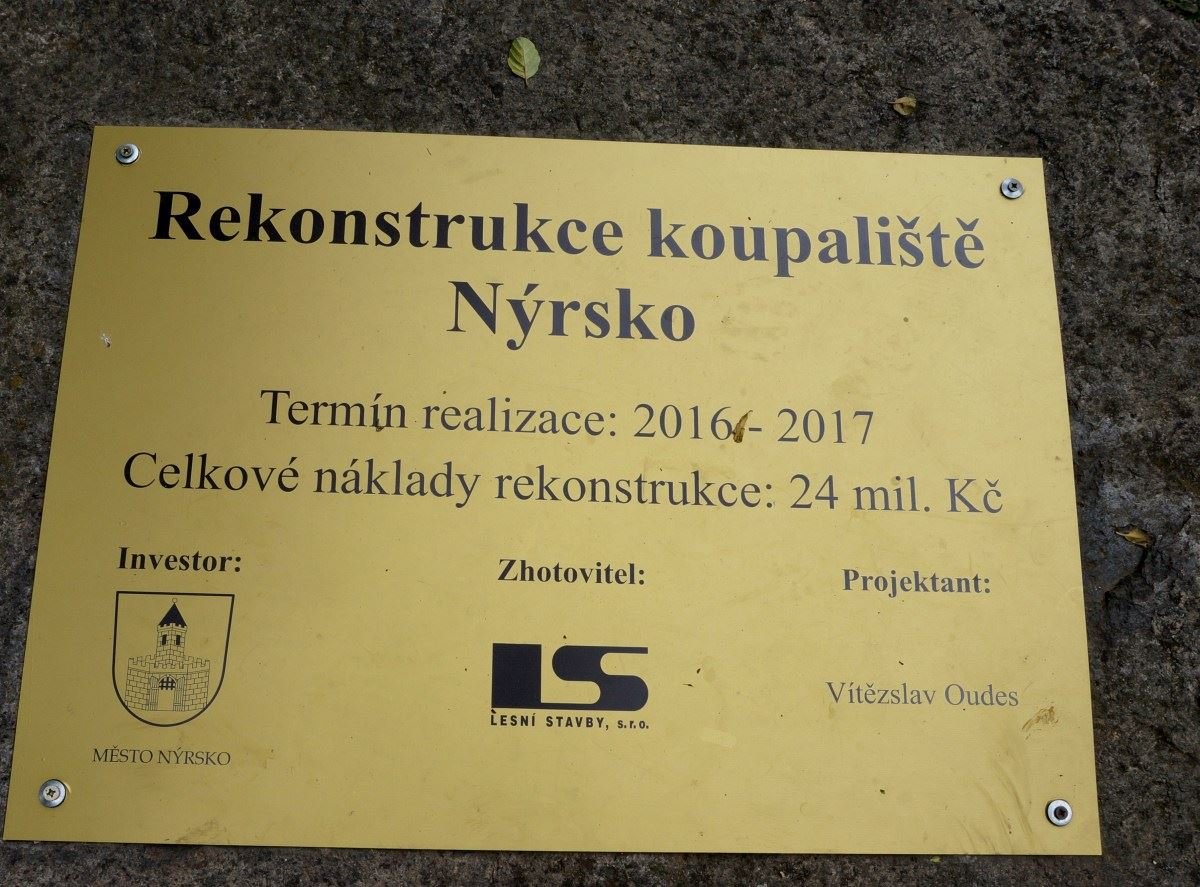 Rekonstrukce koupaliště
Nýrsko
Termín realizace: 2016 - 2017
Celkové náklady rekonstrukce: 24 mil. Kč
Investor:
Zhotovitel:
Projektant:
LS
LESNÍ STAVBY, s.r.o.
Vítězslav Oudes
MĚSTO NÝRSKO